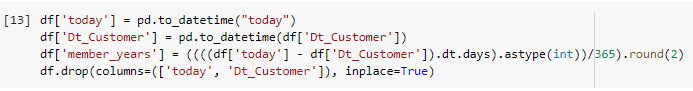 [13] df['today'] = pd.to_datetime("today")
df['Dt_Customer'] = pd.to_datetime(df['Dt_Customer'])
df['member_years'] = ((((df['today'] - df['Dt_Customer']).dt.days).astype(int))/365).round(2)
df.drop(columns=(['today', 'Dt_Customer']), inplace=True)